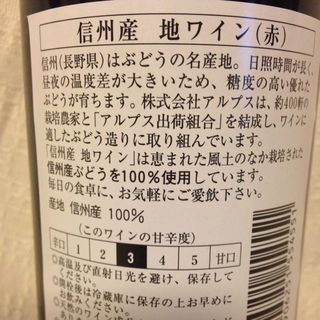 信州産 地ワイン(赤)
信州(長野県)はぶどうの名産地。日照時間が長く、
昼夜の温度差が大きいため、糖度の高い優れた
ぶどうが育ちます。株式会社アルプスは、約400軒の
栽培農家と「アルプス出荷組合」を結成し、ワインに
適したぶどう造りに取り組んでいます。
「信州産 地ワイン」は恵まれた風土のなか栽培された
信州産ぶどうを100%使用しています。
毎日の食卓に、お気軽にご愛飲下さい。
産地 信州産 100%
(このワインの甘辛度)
辛口 1 2 3 4 5 甘口
○高温及び直射日光を避け、保存して
ください。
○開栓後は冷蔵庫に保存の上お早めに
お飲みください。